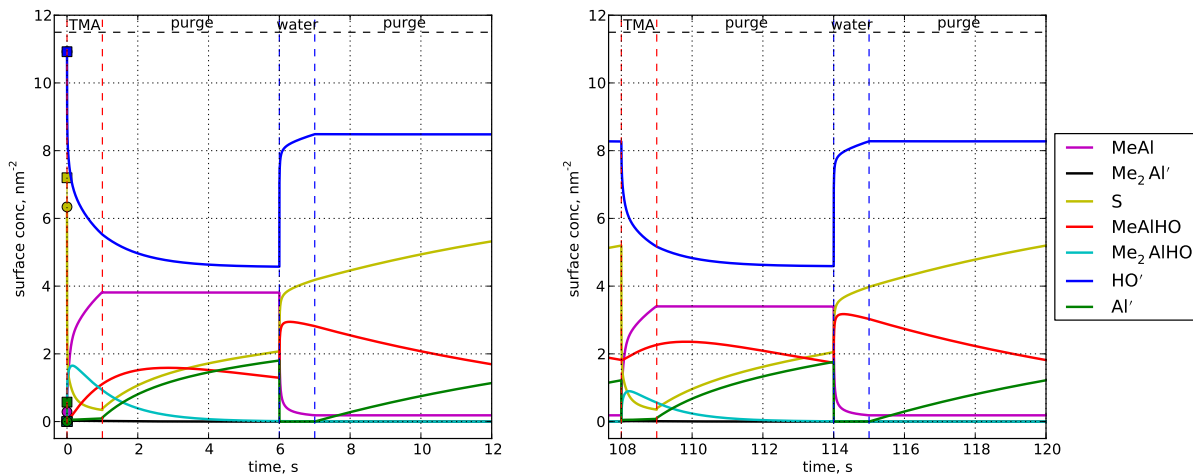 TMA purge water purge
12
10
8
6
4
2
0
surface conc, nm⁻²
0 2 4 6 8 10 12
time, s
TMA purge water purge
12
10
8
6
4
2
0
surface conc, nm⁻²
108 110 112 114 116 118 120
time, s
MeAl
Me₂ Al′
S
MeAlHO
Me₂ AlHO
HO′
Al′